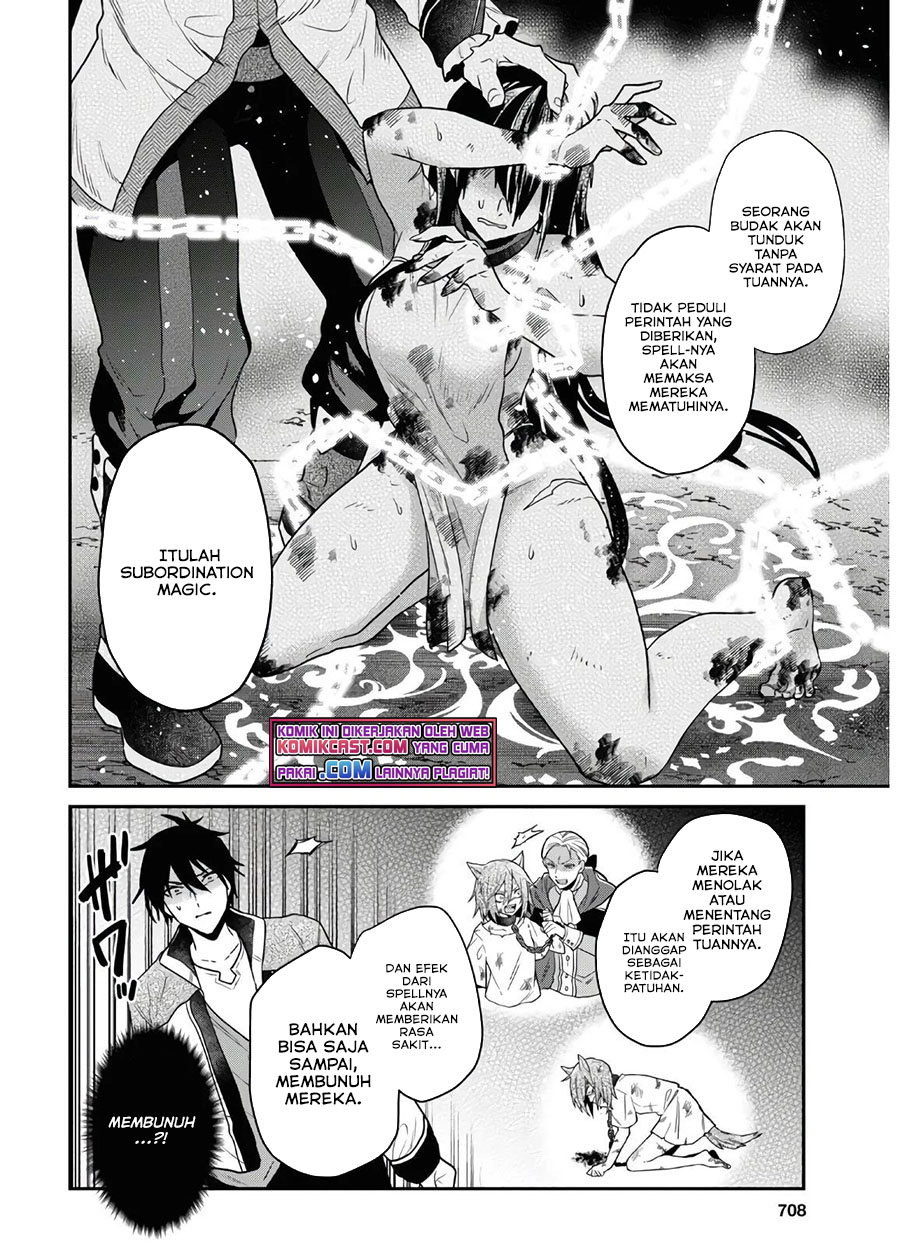 SEORANG
BUDAK AKAN
TUNDUK
TANPA
SYARAT PADA
TUANNYA.
TIDAK PEDULI
PERINTAH YANG
DIBERIKAN,
SPELL-NYA
AKAN
MEMAKSA
MEREKA
MEMATUHINYA.
ITULAH
SUBORDINATION
MAGIC.
KOMIK INI DIKERJAKAN OLEH WEB
KOMIKCAST.COM YANG CUMA
PAKAI .COM LAINNYA PLAGIAT!
JIKA
MEREKA
MENOLAK
ATAU
MENENTANG
PERINTAH
TUANNYA.
ITU AKAN
DIANGGAP
SEBAGAI
KETIDAK-
PATUHAN.
DAN EFEK
DARI
SPELLNYA
AKAN
MEMBERIKAN
RASA
SAKIT...
BAHKAN
BISA SAJA
SAMPAI,
MEMBUNUH
MEREKA.
ザワ...
MEMBUNUH
...?!
708